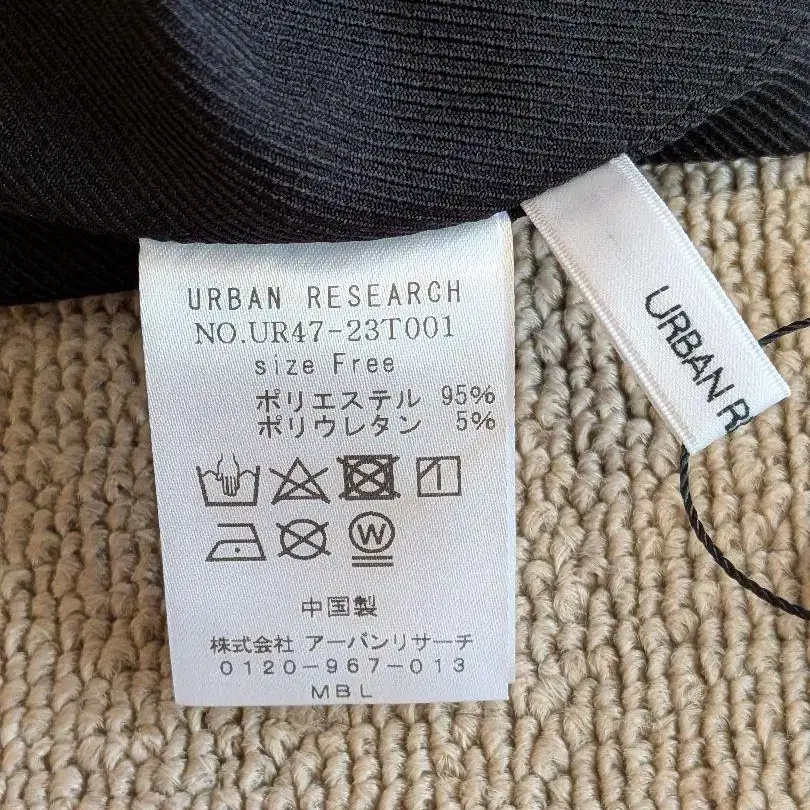 URBAN RESEARCH
NO.UR47-23T001
size Free
ポリエステル 95%
ポリウレタン 5%
W
中国製
株式会社 アーバンリサーチ
0120-967-013
MBL
URBAN